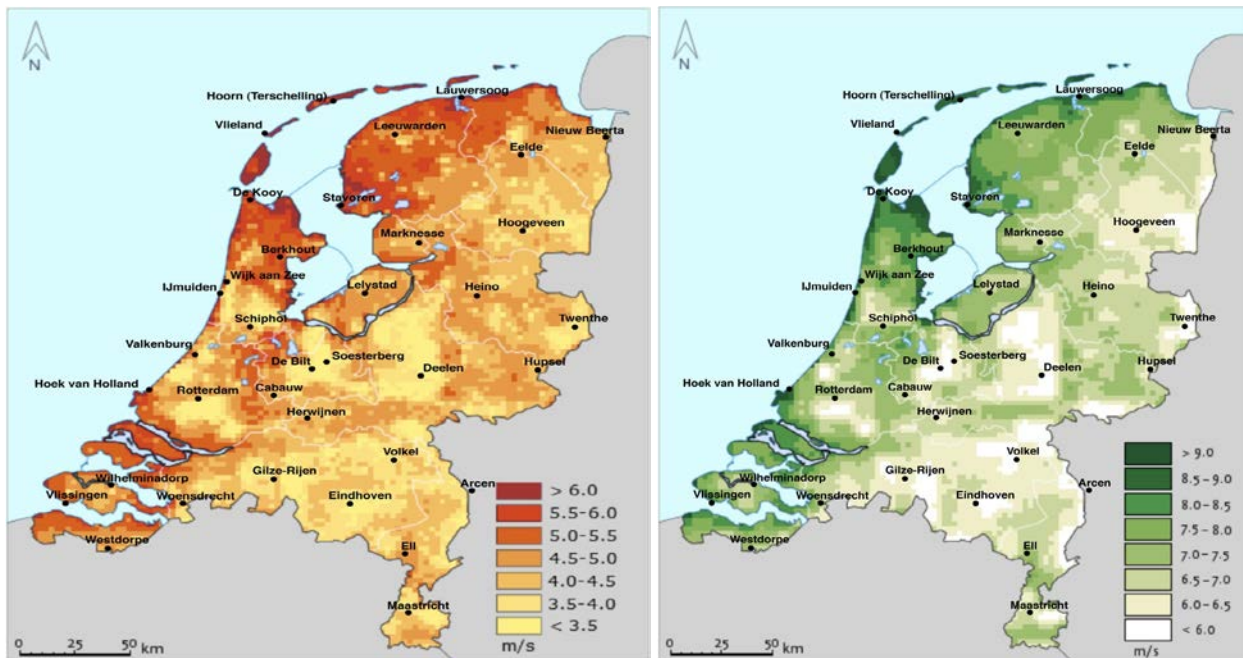 N
Hoorn (Terschelling)
Lauwersoog
Vlieland
Leeuwarden
Nieuw Beerta
Eelde
De Kooy
Stavoren
Hoogeveen
Marknesse
Berkhout
Wijk aan Zee
IJmuiden
Lelystad
Heino
Schiphol
Twenthe
Valkenburg
De Bilt
Soesterberg
Deelen
Hupsel
Hoek van Holland
Rotterdam
Cabauw
Herwijnen
Volkel
Gilze-Rijen
Wilhelminadorp
Vlissingen
Woensdrecht
Eindhoven
Arcen
Westdorpe
Ell
Maastricht
> 6.0
5.5-6.0
5.0-5.5
4.5-5.0
4.0-4.5
3.5-4.0
< 3.5
m/s
0 25 50 km
N
Hoorn (Terschelling)
Lauwersoog
Vlieland
Leeuwarden
Nieuw Beerta
Eelde
De Kooy
Stavoren
Hoogeveen
Marknesse
Berkhout
Wijk aan Zee
IJmuiden
Lelystad
Heino
Schiphol
Twenthe
Valkenburg
De Bilt
Soesterberg
Deelen
Hupsel
Hoek van Holland
Rotterdam
Cabauw
Herwijnen
Volkel
Gilze-Rijen
Wilhelminadorp
Vlissingen
Woensdrecht
Eindhoven
Arcen
Westdorpe
Ell
Maastricht
> 9.0
8.5-9.0
8.0-8.5
7.5-8.0
7.0-7.5
6.5-7.0
6.0-6.5
< 6.0
m/s
0 25 50 km